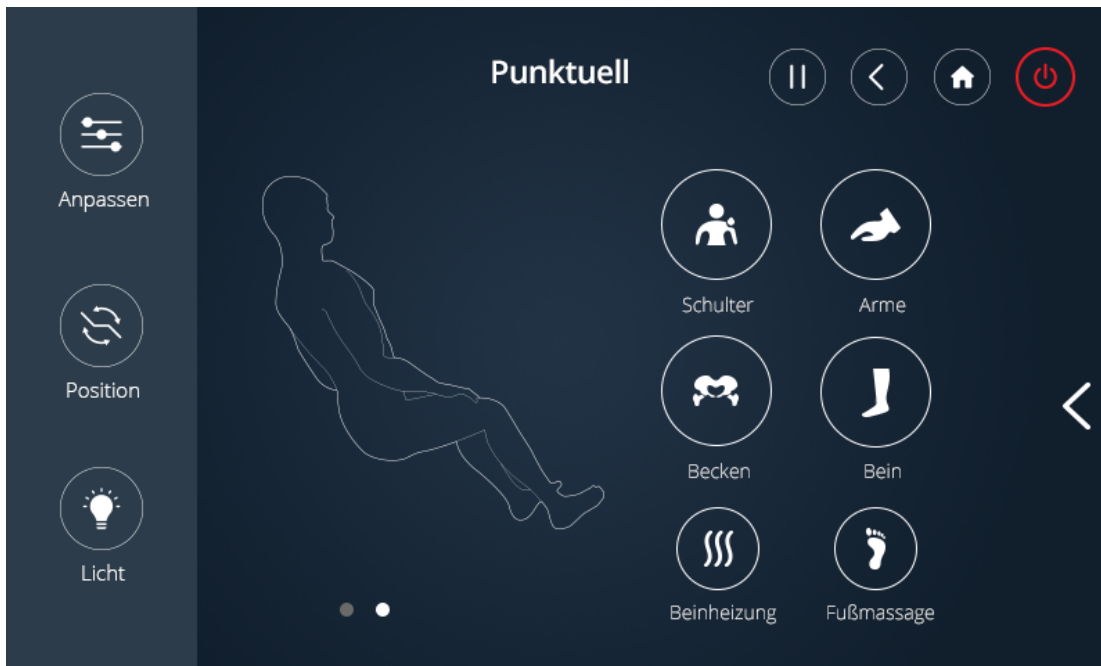 Punktuell
Anpassen
Position
Licht
Schulter
Arme
Becken
Bein
Beinheizung
Fußmassage